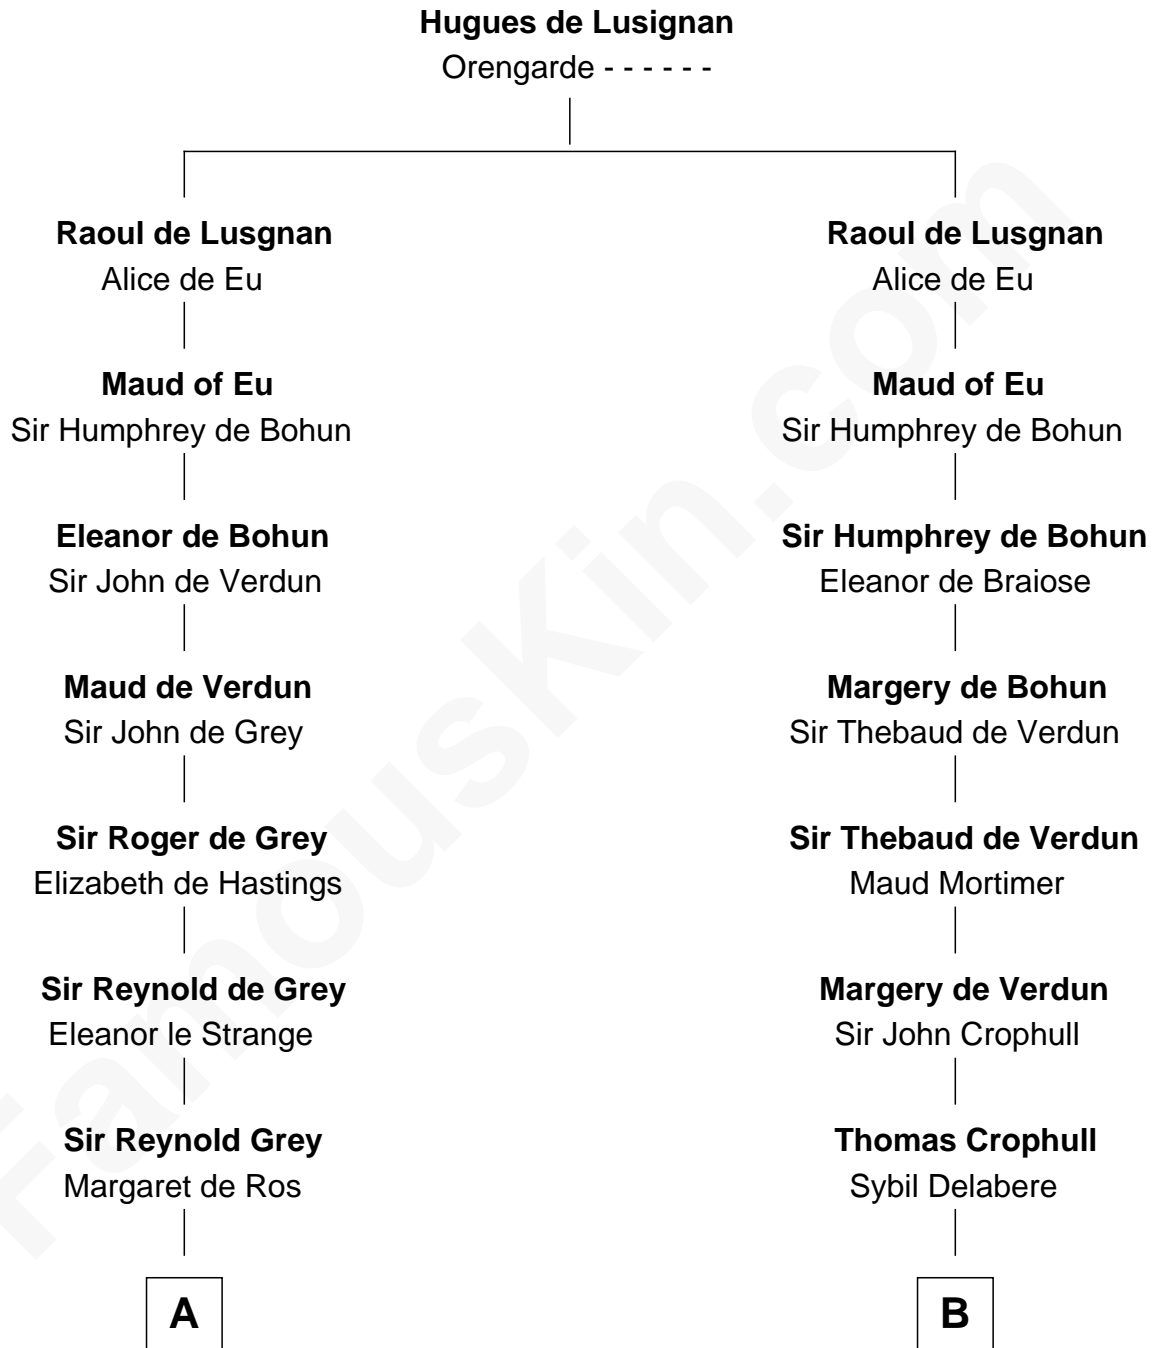 Hugues de Lusignan
Orengarde - - - - - -
Raoul de Lusgnan
Alice de Eu
Maud of Eu
Sir Humphrey de Bohun
Eleanor de Bohun
Sir John de Verdun
Maud de Verdun
Sir John de Grey
Sir Roger de Grey
Elizabeth de Hastings
Sir Reynold de Grey
Eleanor le Strange
Sir Reynold Grey
Margaret de Ros
A
Raoul de Lusgnan
Alice de Eu
Maud of Eu
Sir Humphrey de Bohun
Sir Humphrey de Bohun
Eleanor de Braiose
Margery de Bohun
Sir Thebaud de Verdun
Sir Thebaud de Verdun
Maud Mortimer
Margery de Verdun
Sir John Crophull
Thomas Crophull
Sybil Delabere
B
FamousKin.com